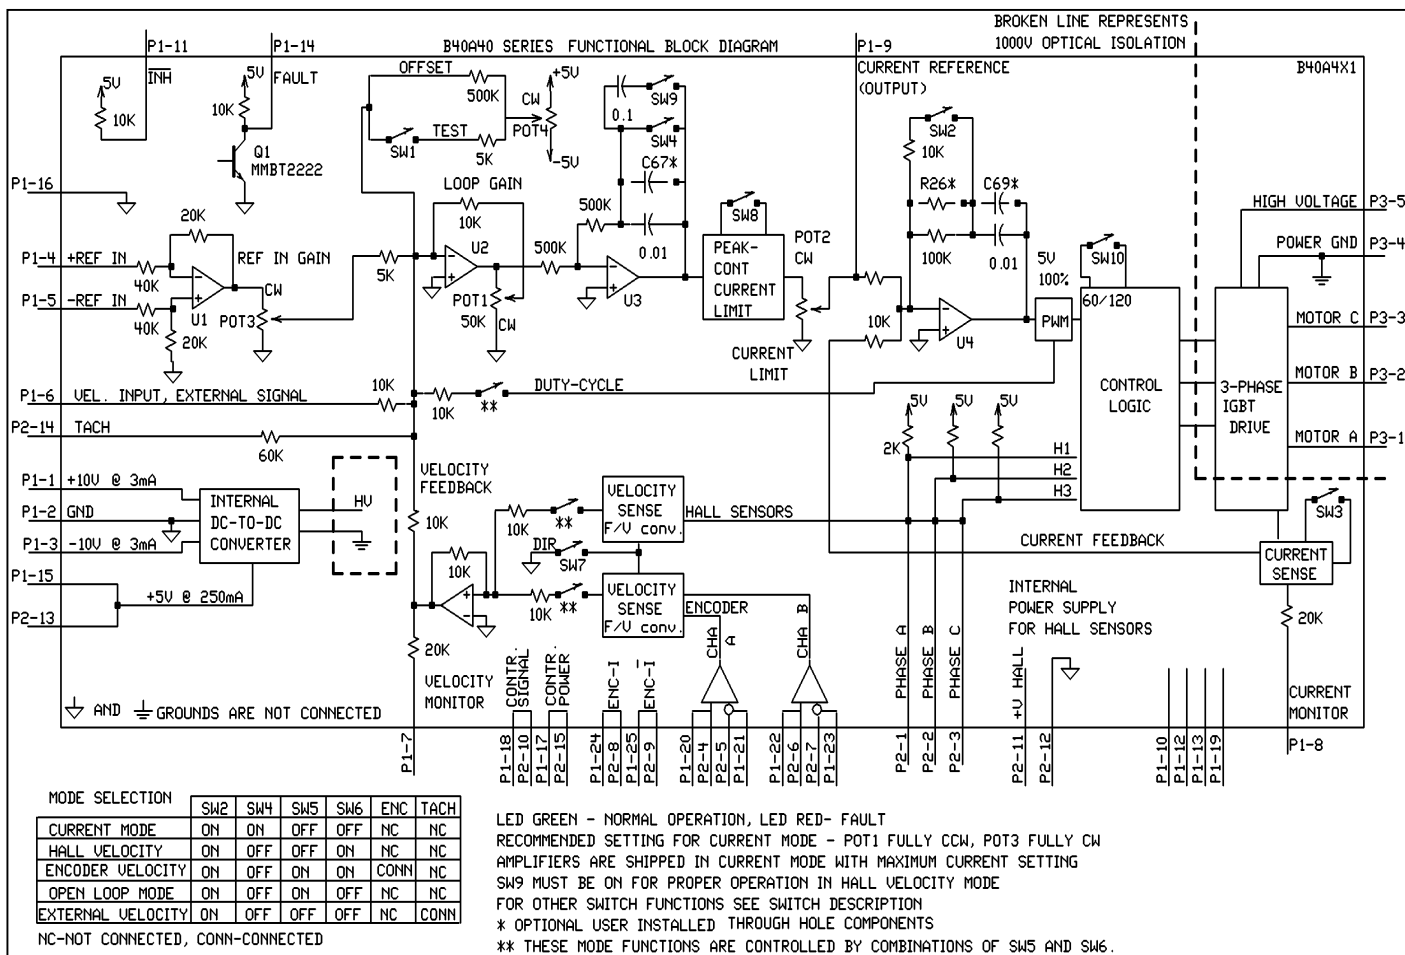 BROKEN LINE REPRESENTS
1000V OPTICAL ISOLATION
P1-11
P1-14
B40A40 SERIES FUNCTIONAL BLOCK DIAGRAM
P1-9
B40A4X1
INH
5V
10K
5V
FAULT
10K
Q1
MMBT2222
OFFSET
500K
CW
+5V
POT4
-5V
TEST
SW1
5K
SW9
0.1
SW4
C67*
0.01
CURRENT REFERENCE
(OUTPUT)
SW2
10K
R26*
C69*
100K
0.01
P1-16
P1-4
+REF IN
40K
P1-5
-REF IN
40K
20K
20K
U1
REF IN GAIN
CW
POT3
5K
LOOP GAIN
10K
U2
POT1
50K
CW
500K
500K
U3
SW8
PEAK-
CONT
CURRENT
LIMIT
POT2
CW
CURRENT
LIMIT
10K
U4
5V
100%
PWM
SW10
60/120
CONTROL
LOGIC
3-PHASE
IGBT
DRIVE
HIGH VOLTAGE
P3-5
POWER GND
P3-4
MOTOR C
P3-3
MOTOR B
P3-2
MOTOR A
P3-1
P1-6
VEL. INPUT, EXTERNAL SIGNAL
10K
10K
**
DUTY-CYCLE
P2-14
TACH
60K
5V
5V
5V
2K
H1
H2
H3
P1-1
+10V @ 3mA
P1-2
GND
P1-3
-10V @ 3mA
P1-15
P2-13
+5V @ 250mA
INTERNAL
DC-TO-DC
CONVERTER
HV
VELOCITY
FEEDBACK
10K
10K
10K
**
VELOCITY
SENSE
F/V conv.
HALL SENSORS
DIR
SW7
10K
**
VELOCITY
SENSE
F/V conv.
ENCODER
CHA
A
CHA B
20K
VELOCITY
MONITOR
CURRENT FEEDBACK
CURRENT
SENSE
SW3
20K
INTERNAL
POWER SUPPLY
FOR HALL SENSORS
CURRENT
MONITOR
P1-8
AND
GROUNDS ARE NOT CONNECTED
P1-7
CONTR.
SIGNAL
CONTR.
POWER
ENC-I
ENC-I
P1-18
P2-10
P1-17
P2-15
P1-24
P2-8
P1-25
P2-9
P1-20
P2-4
P2-5
P1-21
P1-22
P2-6
P2-7
P1-23
PHASE A
PHASE B
PHASE C
P2-1
P2-2
P2-3
+V HALL
P2-11
P2-12
P1-10
P1-12
P1-13
P1-19
MODE SELECTION SW2 SW4 SW5 SW6 ENC TACH
CURRENT MODE ON ON OFF OFF NC NC
HALL VELOCITY ON OFF OFF ON NC NC
ENCODER VELOCITY ON OFF ON ON CONN NC
OPEN LOOP MODE ON OFF ON OFF NC NC
EXTERNAL VELOCITY ON OFF OFF OFF NC CONN
NC-NOT CONNECTED, CONN-CONNECTED
LED GREEN - NORMAL OPERATION, LED RED- FAULT
RECOMMENDED SETTING FOR CURRENT MODE - POT1 FULLY CCW, POT3 FULLY CW
AMPLIFIERS ARE SHIPPED IN CURRENT MODE WITH MAXIMUM CURRENT SETTING
SW9 MUST BE ON FOR PROPER OPERATION IN HALL VELOCITY MODE
FOR OTHER SWITCH FUNCTIONS SEE SWITCH DESCRIPTION
* OPTIONAL USER INSTALLED THROUGH HOLE COMPONENTS
** THESE MODE FUNCTIONS ARE CONTROLLED BY COMBINATIONS OF SW5 AND SW6.